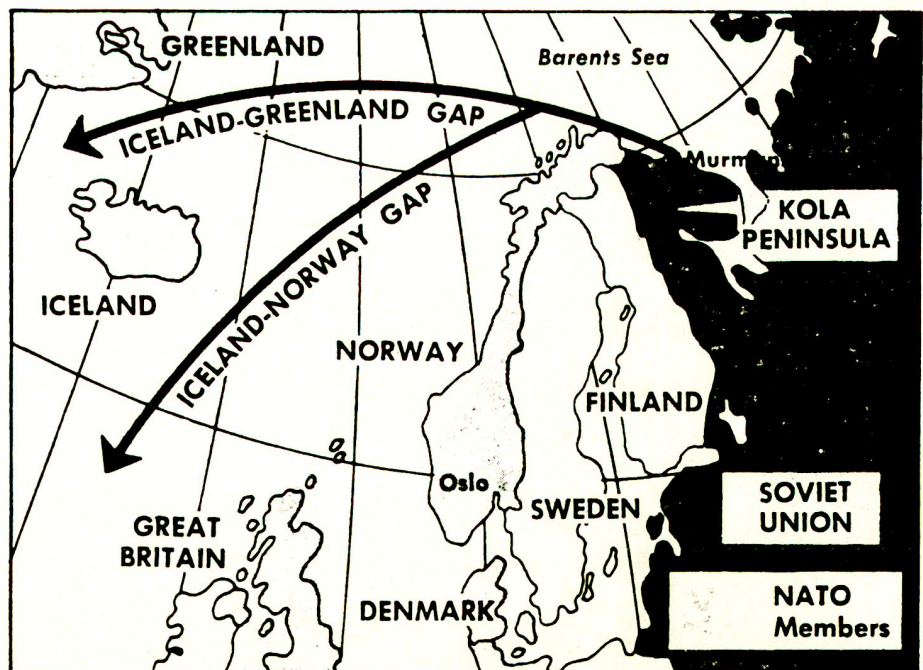 GREENLAND
Barents Sea
ICELAND-GREENLAND GAP
KOLA
PENINSULA
ICELAND-NORWAY GAP
ICELAND
NORWAY
FINLAND
Oslo
SWEDEN
SOVIET
UNION
GREAT
BRITAIN
DENMARK
NATO
Members